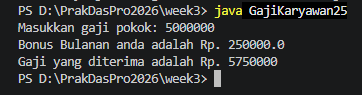 PS D:\PrakDasPro2026\week3> java GajiKaryawan25
Masukkan gaji pokok: 5000000
Bonus Bulanan anda adalah Rp. 250000.0
Gaji yang diterima adalah Rp. 5750000
PS D:\PrakDasPro2026\week3>